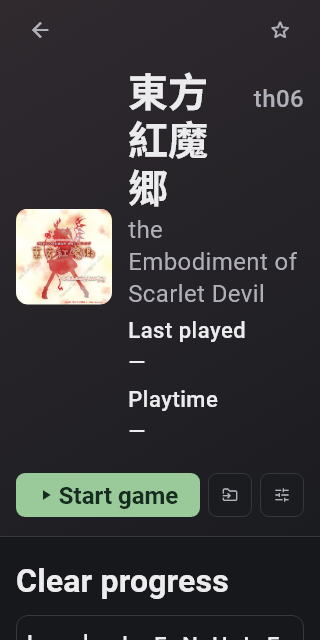 東方
紅魔
郷
th06
the
Embodiment of
Scarlet Devil
Last played
—
Playtime
—
Start game
Clear progress